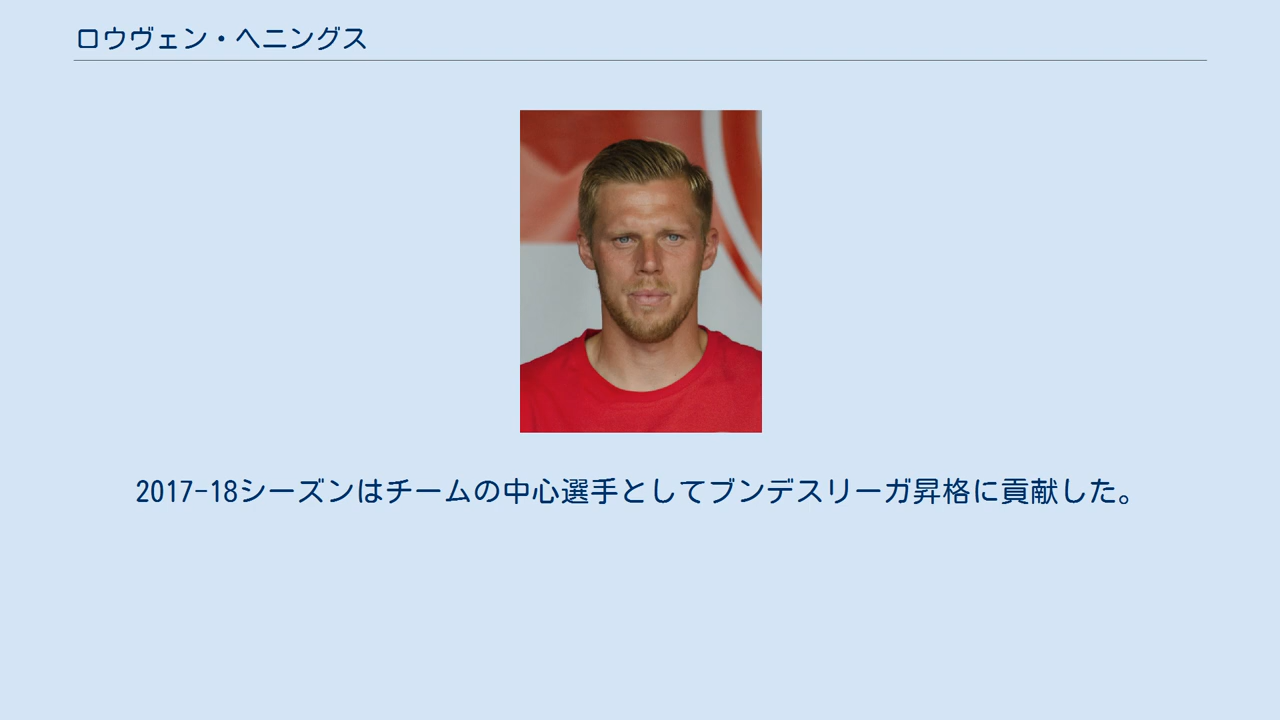 ロウヴェン・ヘニングス
2017-18シーズンはチームの中心選手としてブンデスリーガ昇格に貢献した。